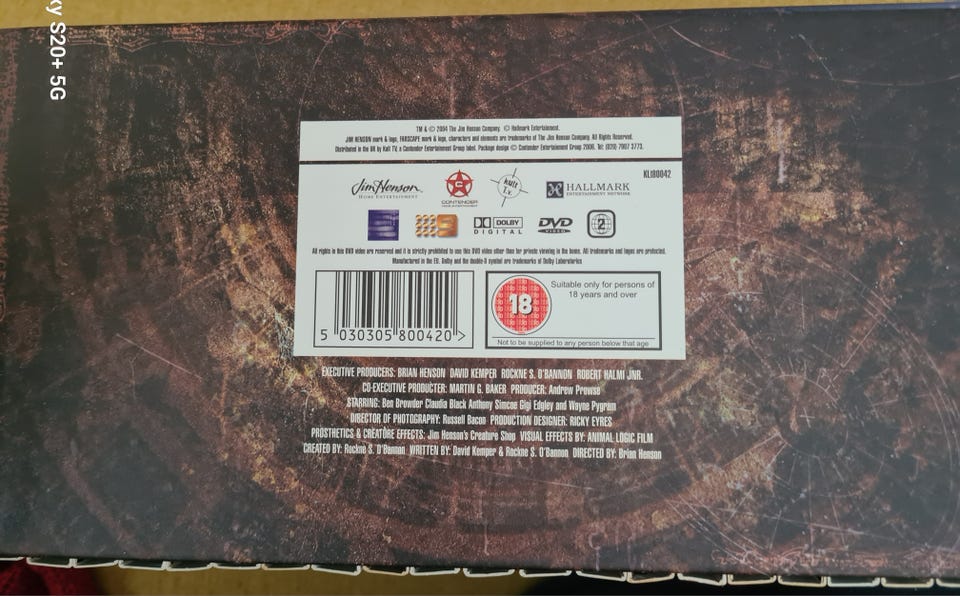 xy S20+ 5G
TM & © 2004 The Jim Henson Company. © Hallmark Entertainment.
JIM HENSON mark & logo, FARSCAPE mark & logo, characters and elements are trademarks of The Jim Henson Company. All Rights Reserved.
Distributed in the UK by Kult TV, a Contender Entertainment Group label. Package design © Contender Entertainment Group 2006. Tel: (020) 7907 3773.
KLIB0042
Jim Henson
HOME ENTERTAINMENT
C
CONTENDER
HOME ENTERTAINMENT
kult
t.v.
HALLMARK
ENTERTAINMENT NETWORK
DOLBY
DIGITAL
DVD
VIDEO
2
All rights in this DVD video are reserved and it is strictly prohibited to use this DVD video other than for private viewing in the home. All trademarks and logos are protected.
Manufactured in the EU. Dolby and the double-D symbol are trademarks of Dolby Laboratories
5 030305 800420 >
18
Suitable only for persons of
18 years and over
Not to be supplied to any person below that age
EXECUTIVE PRODUCERS: BRIAN HENSON DAVID KEMPER ROCKNE S. O'BANNON ROBERT HALMI JNR.
CO-EXECUTIVE PRODUCTER: MARTIN G. BAKER PRODUCER: Andrew Prowse
STARRING: Ben Browder Claudia Black Anthony Simcoe Gigi Edgley and Wayne Pygram
DIRECTOR OF PHOTOGRAPHY: Russell Bacon PRODUCTION DESIGNER: RICKY EYRES
PROSTHETICS & CREATORE EFFECTS: Jim Henson's Creature Shop VISUAL EFFECTS BY: ANIMAL LOGIC FILM
CREATED BY: Rockne S. O'Bannon WRITTEN BY: David Kemper & Rockne S. O'Bannon DIRECTED BY: Brian Henson